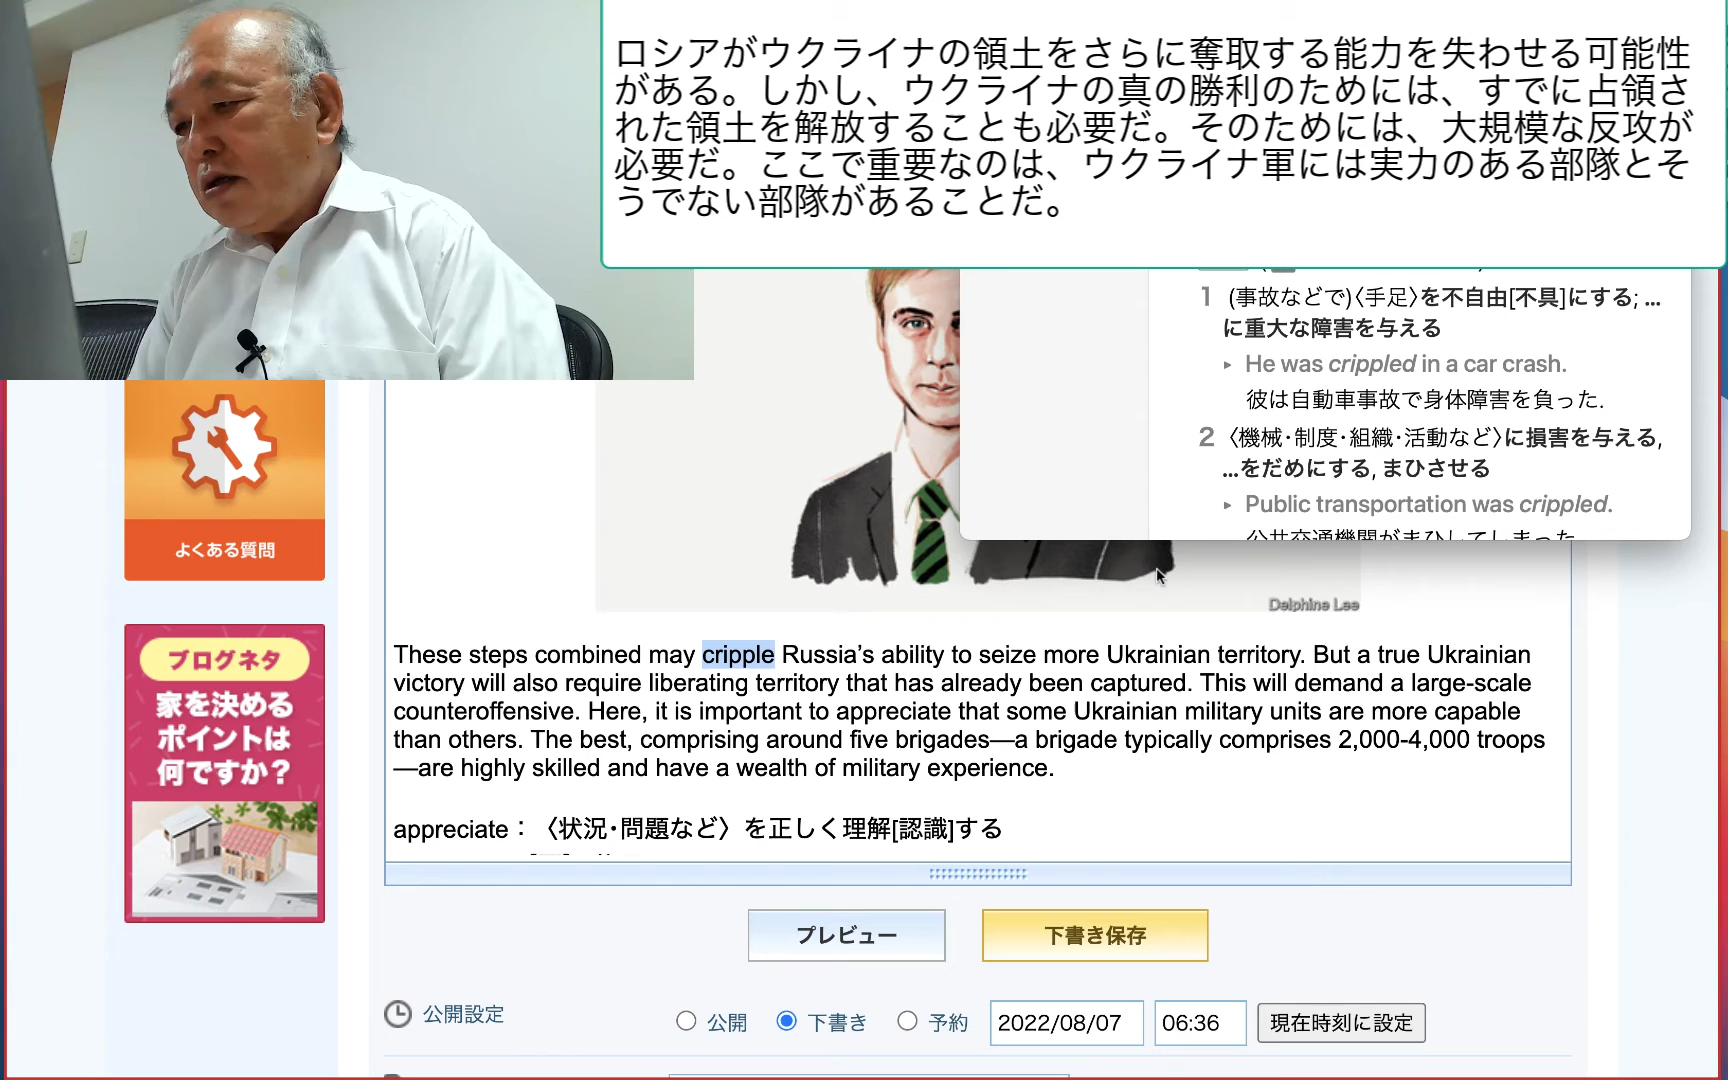 ロシアがウクライナの領土をさらに奪取する能力を失わせる可能性
がある。しかし、ウクライナの真の勝利のためには、すでに占領さ
れた領土を解放することも必要だ。そのためには、大規模な反攻が
必要だ。ここで重要なのは、ウクライナ軍には実力のある部隊とそ
うでない部隊があることだ。
1 (事故などで)〈手足〉を不自由[不具]にする; ...
に重大な障害を与える
▸ He was crippled in a car crash.
彼は自動車事故で身体障害を負った.
2 〈機械·制度·組織·活動など〉に損害を与える,
...をだめにする, まひさせる
▸ Public transportation was crippled.
公共交通機関がまひしてしまった
よくある質問
Delphine Lee
ブログネタ
家を決める
ポイントは
何ですか？
These steps combined may cripple Russia’s ability to seize more Ukrainian territory. But a true Ukrainian
victory will also require liberating territory that has already been captured. This will demand a large-scale
counteroffensive. Here, it is important to appreciate that some Ukrainian military units are more capable
than others. The best, comprising around five brigades—a brigade typically comprises 2,000-4,000 troops
—are highly skilled and have a wealth of military experience.
appreciate：〈状況･問題など〉を正しく理解[認識]する
プレビュー 下書き保存
公開設定 公開 下書き 予約 2022/08/07 06:36 現在時刻に設定